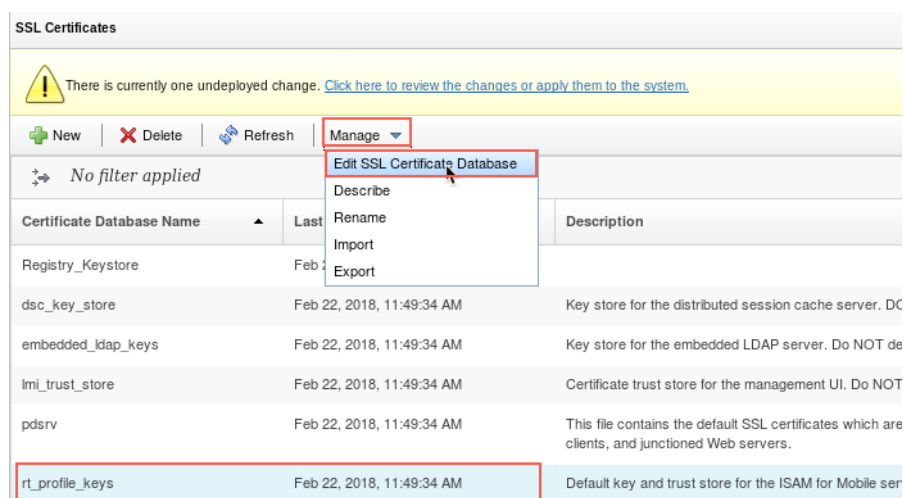 SSL Certificates
There is currently one undeployed change. Click here to review the changes or apply them to the system.
New Delete Refresh Manage
No filter applied
Edit SSL Certificate Database
Describe
Rename
Import
Export
Certificate Database Name Last Description
Registry_Keystore Feb
dsc_key_store Feb 22, 2018, 11:49:34 AM Key store for the distributed session cache server. DO
embedded_ldap_keys Feb 22, 2018, 11:49:34 AM Key store for the embedded LDAP server. Do NOT de
lmi_trust_store Feb 22, 2018, 11:49:34 AM Certificate trust store for the management UI. Do NOT
pdsrv Feb 22, 2018, 11:49:34 AM This file contains the default SSL certificates which are
clients, and junctioned Web servers.
rt_profile_keys Feb 22, 2018, 11:49:34 AM Default key and trust store for the ISAM for Mobile ser